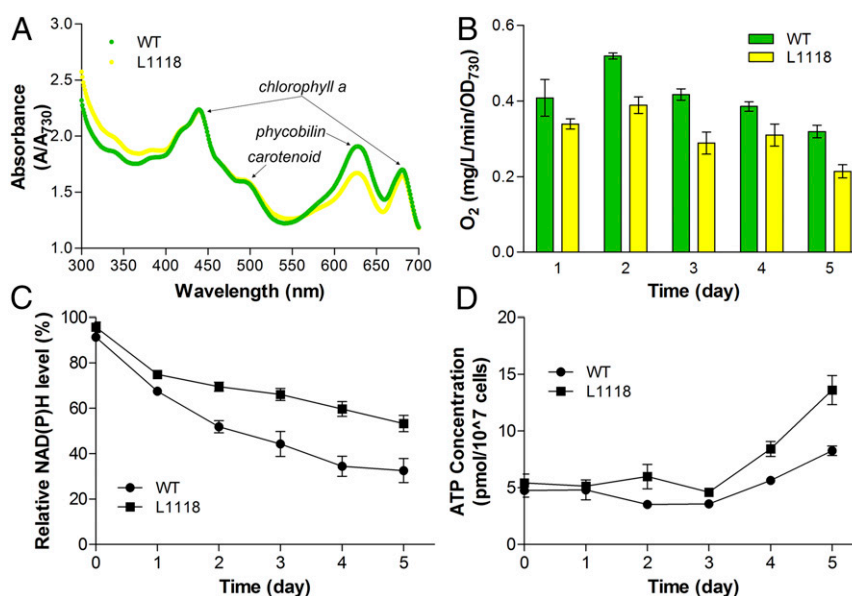 A
WT
L1118
chlorophyll a
phycobilin
carotenoid
Absorbance
(A/A730)
3.0
2.5
2.0
1.5
1.0
300 350 400 450 500 550 600 650 700
Wavelength (nm)
B
WT
L1118
O2 (mg/L/min/OD730)
0.6
0.4
0.2
0.0
1 2 3 4 5
Time (day)
C
Relative NAD(P)H level (%)
100
80
60
40
20
0
WT
L1118
0 1 2 3 4 5
Time (day)
D
ATP Concentration
(pmol/10^7 cells)
20
15
10
5
0
WT
L1118
0 1 2 3 4 5
Time (day)